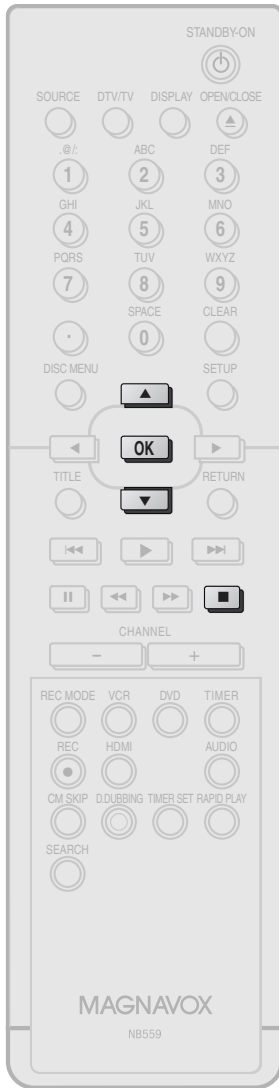 STANDBY-ON
SOURCE DTV/TV DISPLAY OPEN/CLOSE
.@/: ABC DEF
1 2 3
GHI JKL MNO
4 5 6
PQRS TUV WXYZ
7 8 9
SPACE CLEAR
. 0
DISC MENU SETUP
OK
TITLE RETURN
CHANNEL
- +
REC MODE VCR DVD TIMER
REC HDMI AUDIO
CM SKIP D.DUBBING TIMER SET RAPID PLAY
SEARCH
MAGNAVOX
NB559